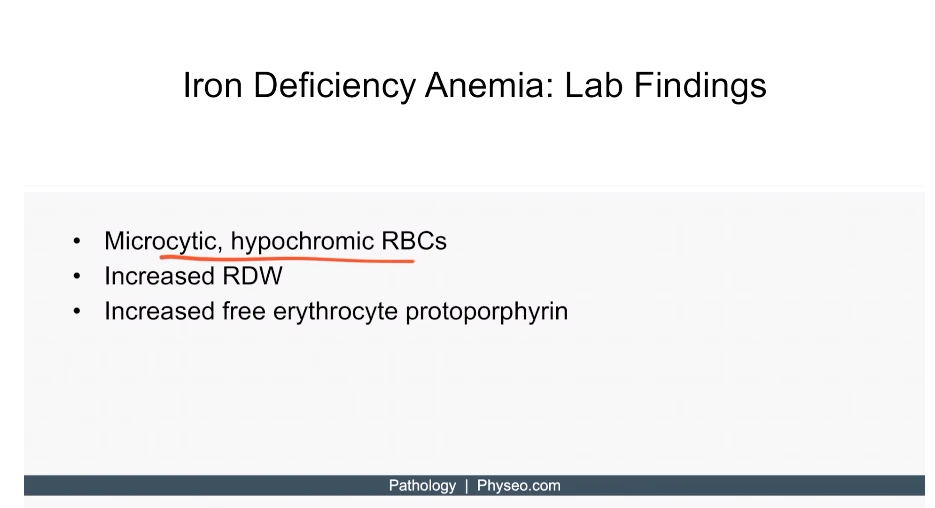 Iron Deficiency Anemia: Lab Findings
• Microcytic, hypochromic RBCs
• Increased RDW
• Increased free erythrocyte protoporphyrin
Pathology | Physeo.com